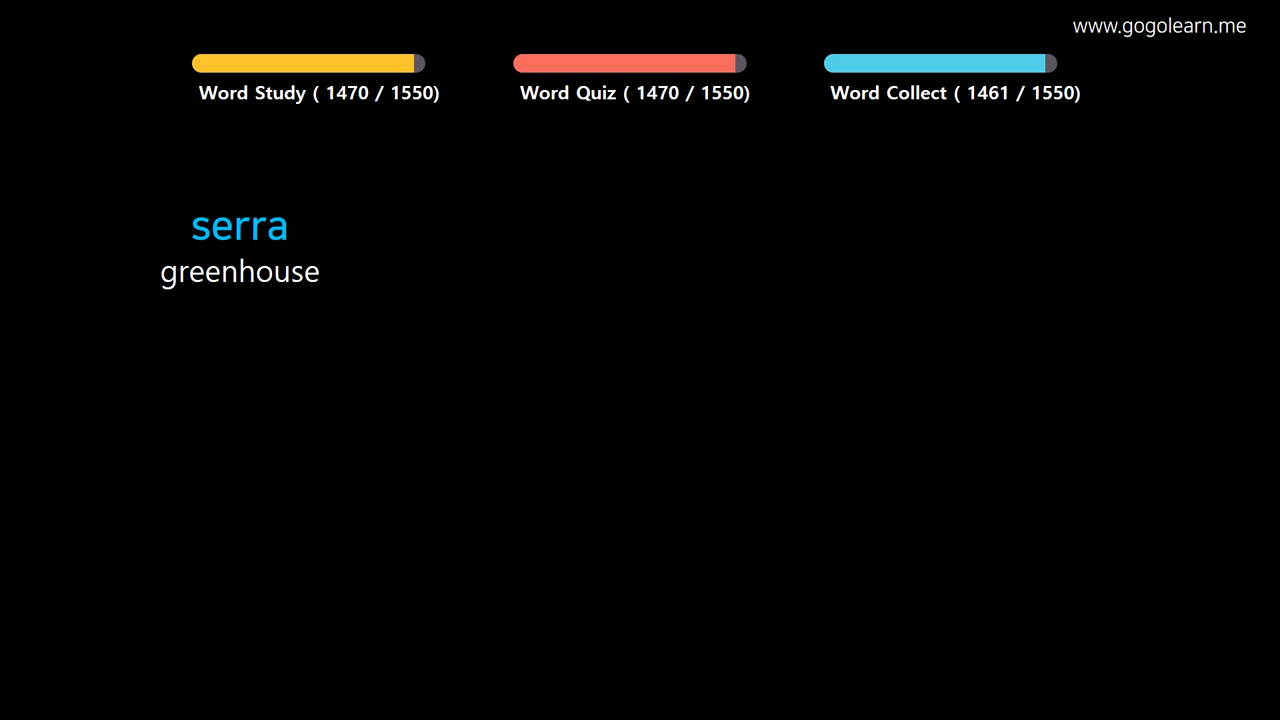 www.gogolearn.me
Word Study ( 1470 / 1550)
Word Quiz ( 1470 / 1550)
Word Collect ( 1461 / 1550)
serra
greenhouse